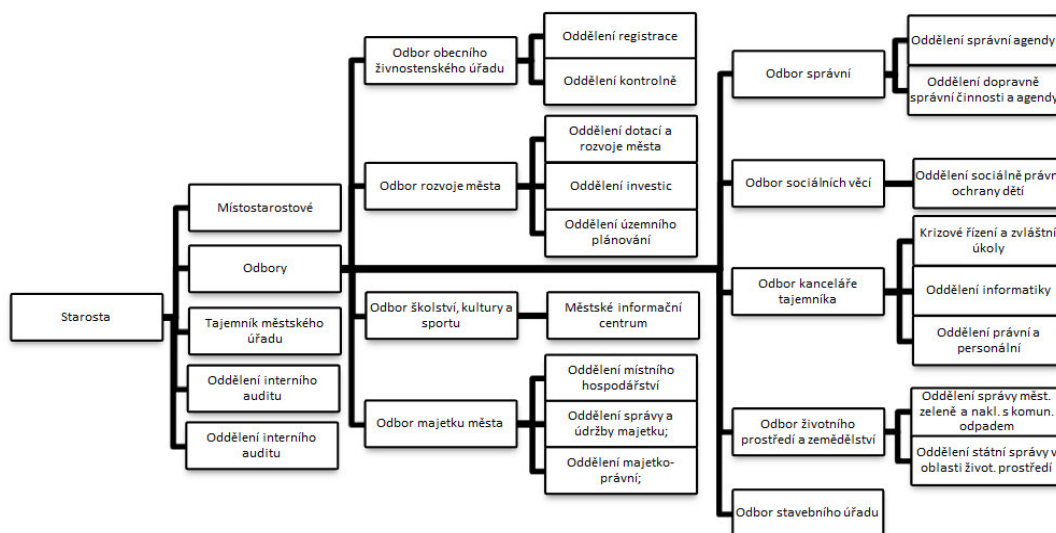 Starosta
Místostarostové
Odbory
Tajemník městského
úřadu
Oddělení interního
auditu
Oddělení interního
auditu
Odbor obecního
živnostenského úřadu
Oddělení registrace
Oddělení kontrolně
Odbor rozvoje města
Oddělení dotací a
rozvoje města
Oddělení investic
Oddělení územního
plánování
Odbor školství, kultury a
sportu
Městské informační
centrum
Odbor majetku města
Oddělení místního
hospodářství
Oddělení správy a
údržby majetku;
Oddělení majetko-
právní;
Odbor správní
Oddělení správní agendy
Oddělení dopravně
správní činnosti a agendy
Odbor sociálních věcí
Oddělení sociálně právn
ochrany dětí
Odbor kanceláře
tajemníka
Krizové řízení a zvláštní
úkoly
Oddělení informatiky
Oddělení právní a
personální
Odbor životního
prostředí a zemědělství
Oddělení správy měst.
zeleně a nakl. s komun.
odpadem
Oddělení státní správy v
oblasti život. prostředí
Odbor stavebního úřadu